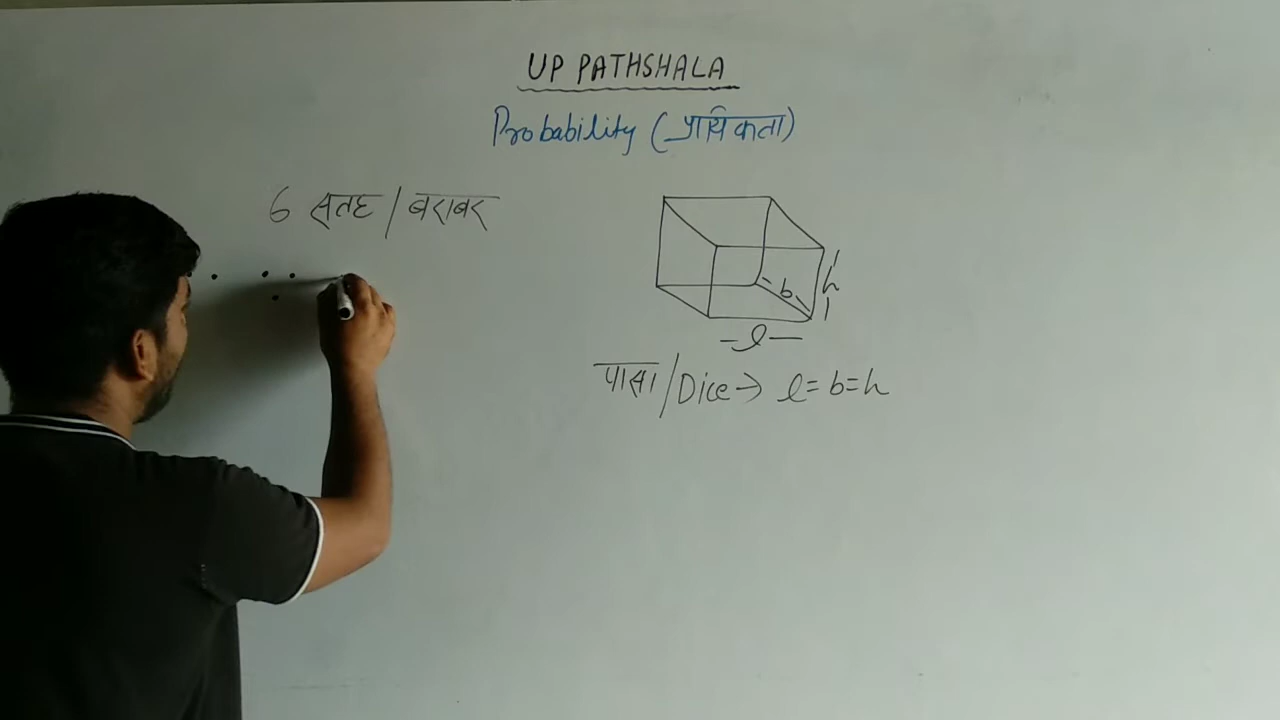 UP PATHSHALA
Probability (प्रायिकता)
6 सतह / बराबर
h
b
l
पासा / Dice → l = b = h